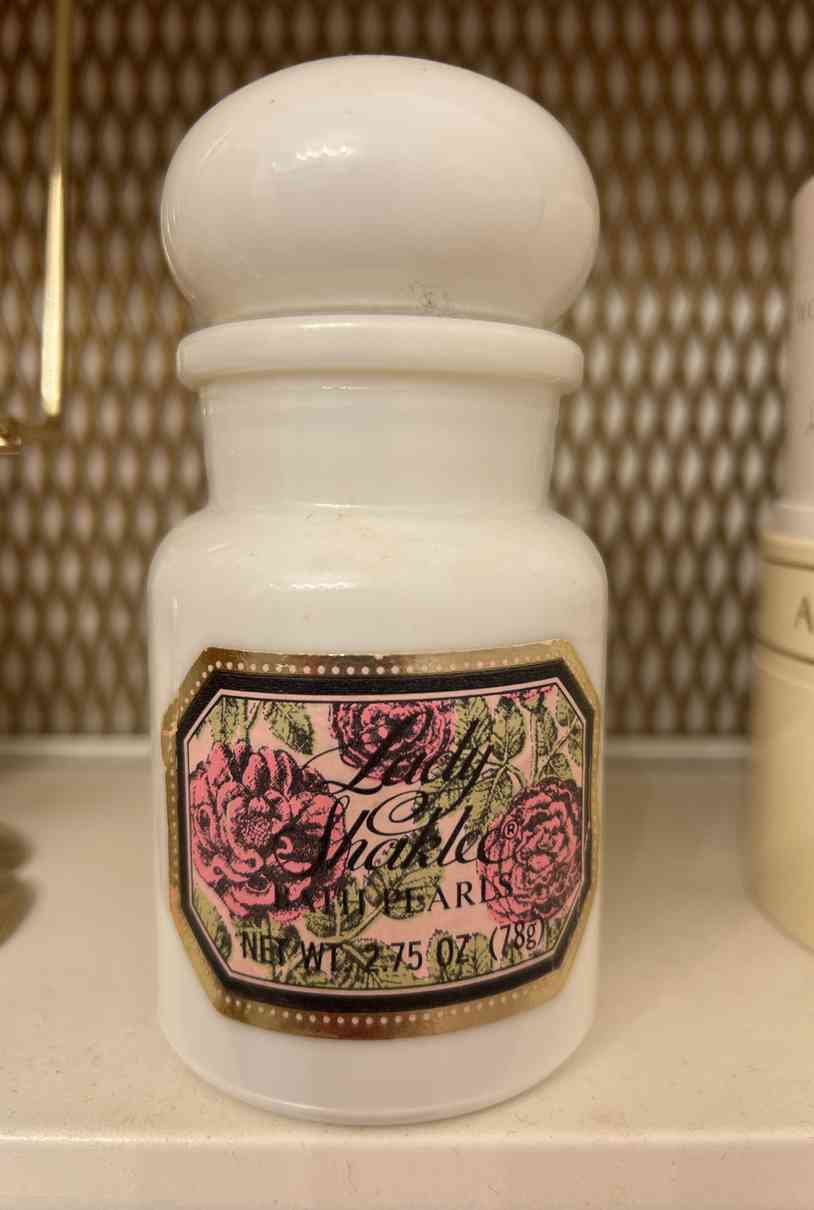 Lady
Shaklee®
BATH PEARLS
NET WT. 2.75 OZ. (78g)
A